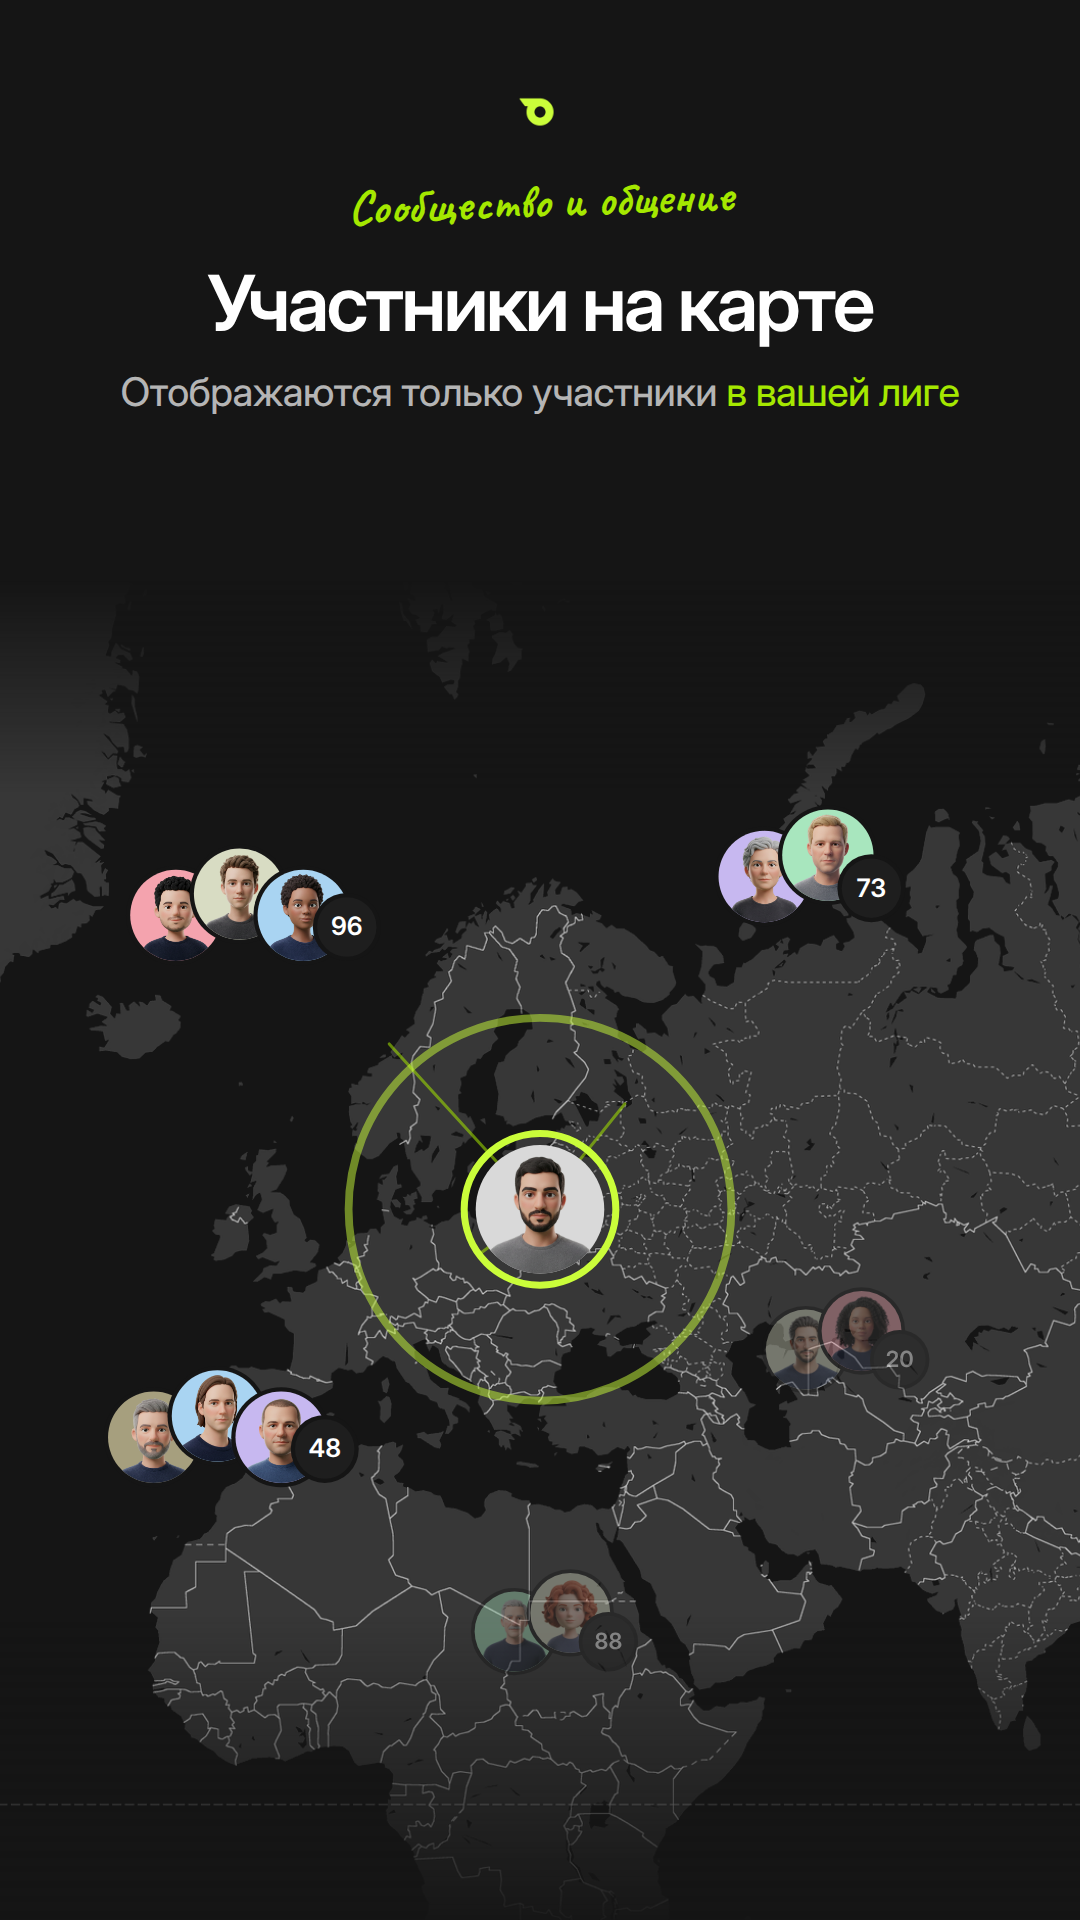 Сообщество и общение
Участники на карте
Отображаются только участники в вашей лиге
73
96
20
48
88